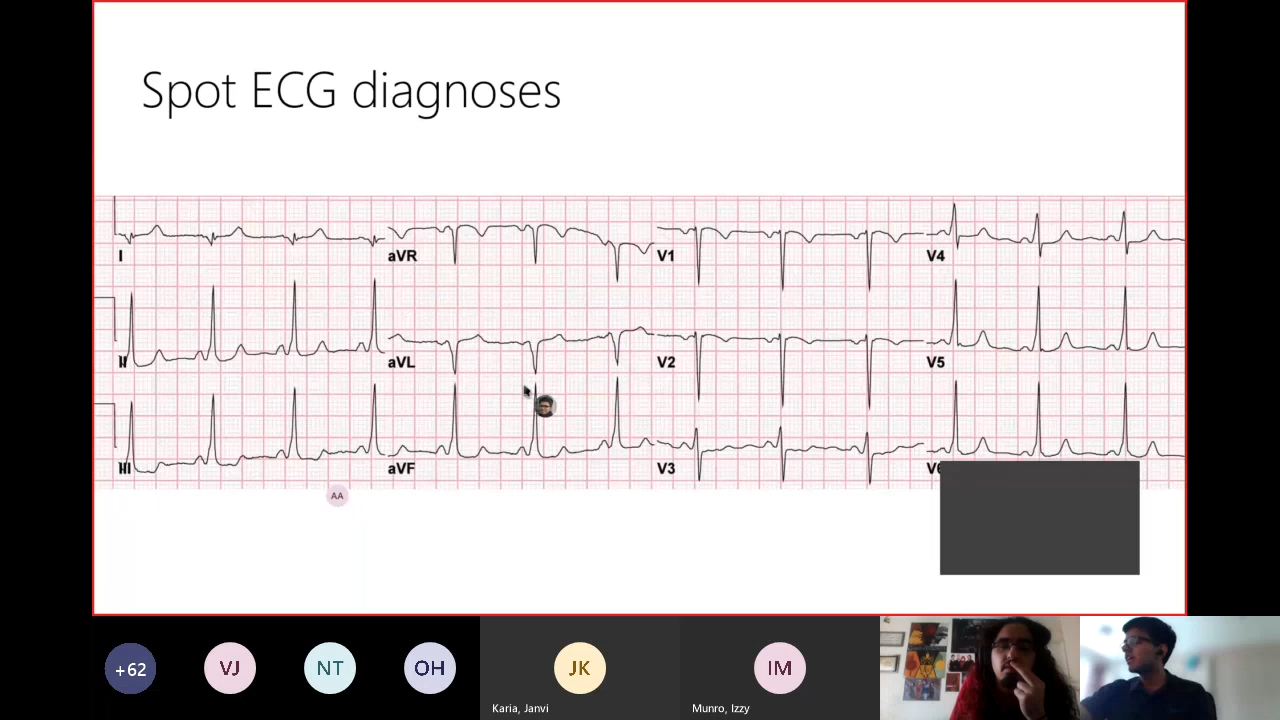 Spot ECG diagnoses
I
aVR
V1
V4
II
aVL
V2
V5
III
aVF
V3
V6
AA
+62
VJ
NT
OH
JK
IM
Karia, Janvi
Munro, Izzy